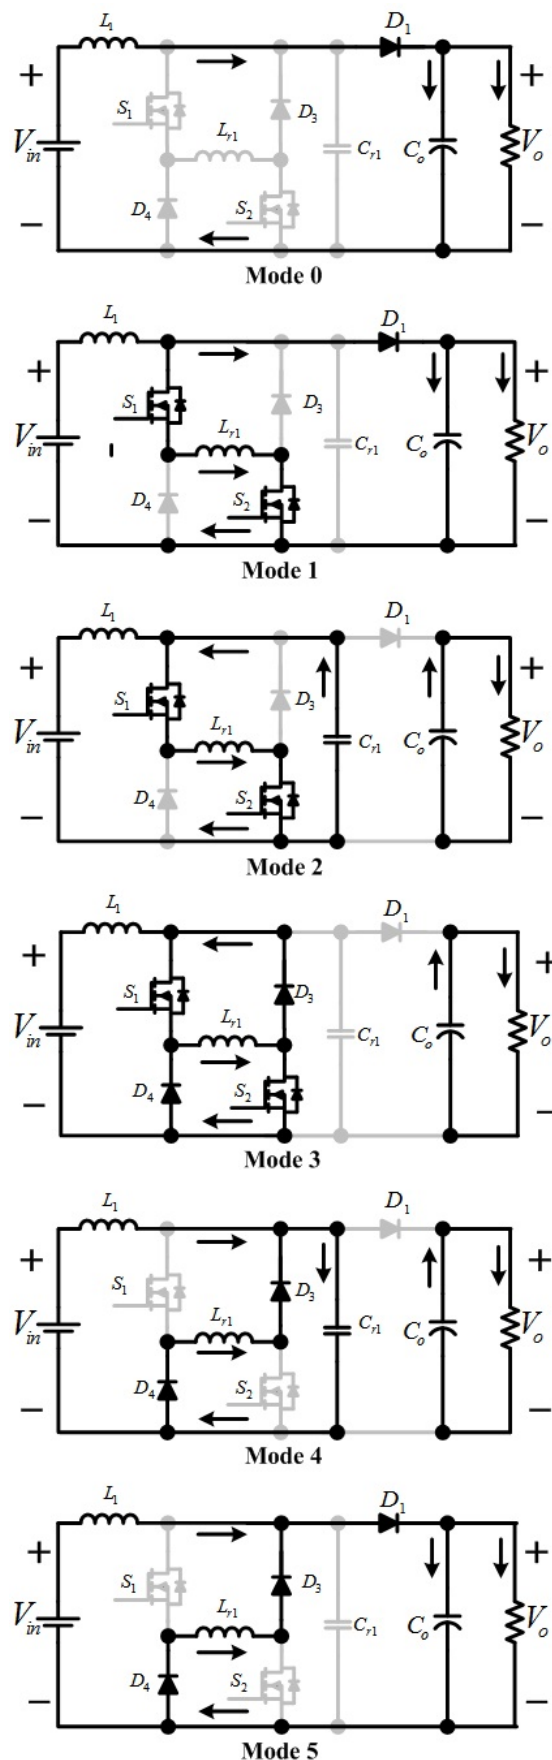 L1 D1
+ +
S1 D3
Vin Lr1 Cr1 Co Vo
D4 S2
− −
Mode 0
L1 D1
+ +
S1 D3
Vin Lr1 Cr1 Co Vo
D4 S2
− −
Mode 1
L1 D1
+ +
S1 D3
Vin Lr1 Cr1 Co Vo
D4 S2
− −
Mode 2
L1 D1
+ +
S1 D3
Vin Lr1 Cr1 Co Vo
D4 S2
− −
Mode 3
L1 D1
+ +
S1 D3
Vin Lr1 Cr1 Co Vo
D4 S2
− −
Mode 4
L1 D1
+ +
S1 D3
Vin Lr1 Cr1 Co Vo
D4 S2
− −
Mode 5